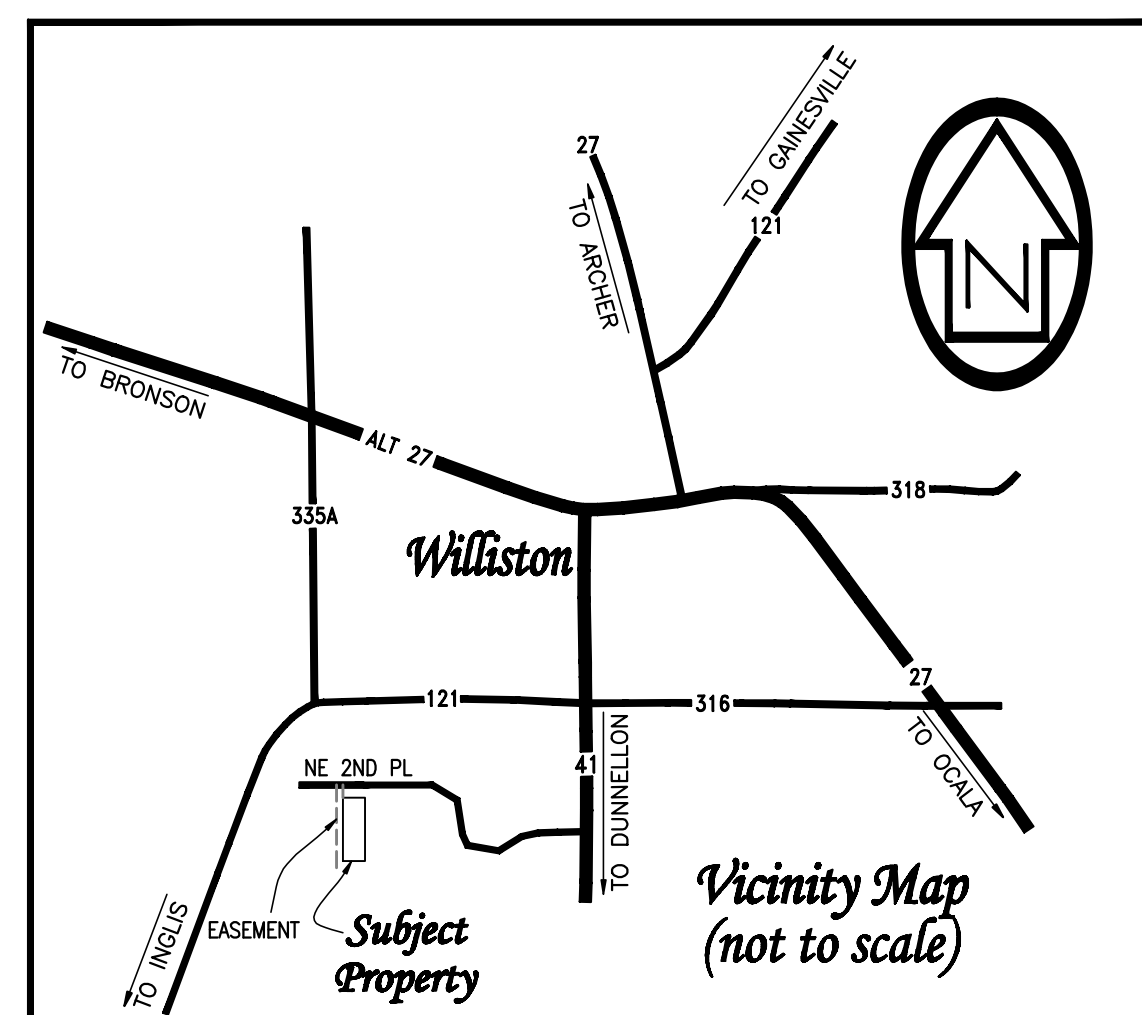 27
TO GAINESVILLE
121
TO ARCHER
N
TO BRONSON
ALT 27
318
335A
Williston
27
121
316
TO DUNNELLON
TO OCALA
41
NE 2ND PL
EASEMENT
TO INGLIS
Subject
Property
Vicinity Map
(not to scale)